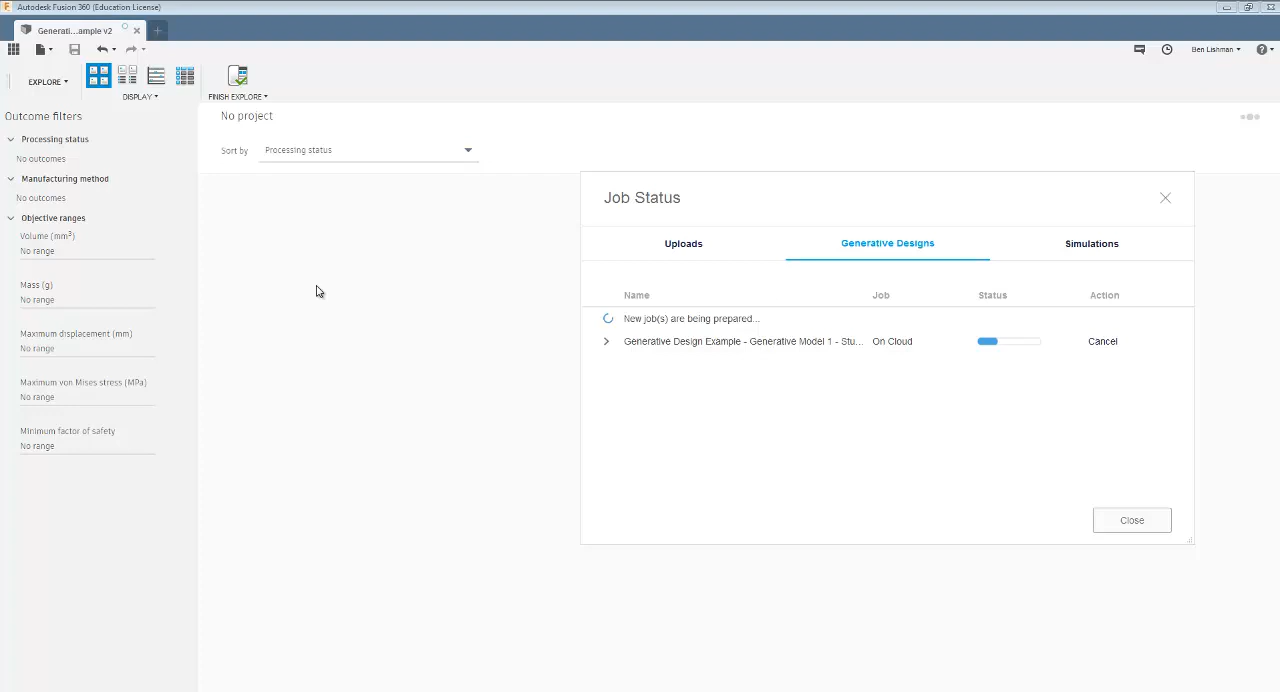 Autodesk Fusion 360 (Education License)
Generati...ample v2
Ben Lishman
EXPLORE
DISPLAY
FINISH EXPLORE
Outcome filters
Processing status
No outcomes
Manufacturing method
No outcomes
Objective ranges
Volume (mm³)
No range
Mass (g)
No range
Maximum displacement (mm)
No range
Maximum von Mises stress (MPa)
No range
Minimum factor of safety
No range
No project
Sort by Processing status
Job Status
Uploads Generative Designs Simulations
Name Job Status Action
New job(s) are being prepared...
Generative Design Example - Generative Model 1 - Stu... On Cloud Cancel
Close